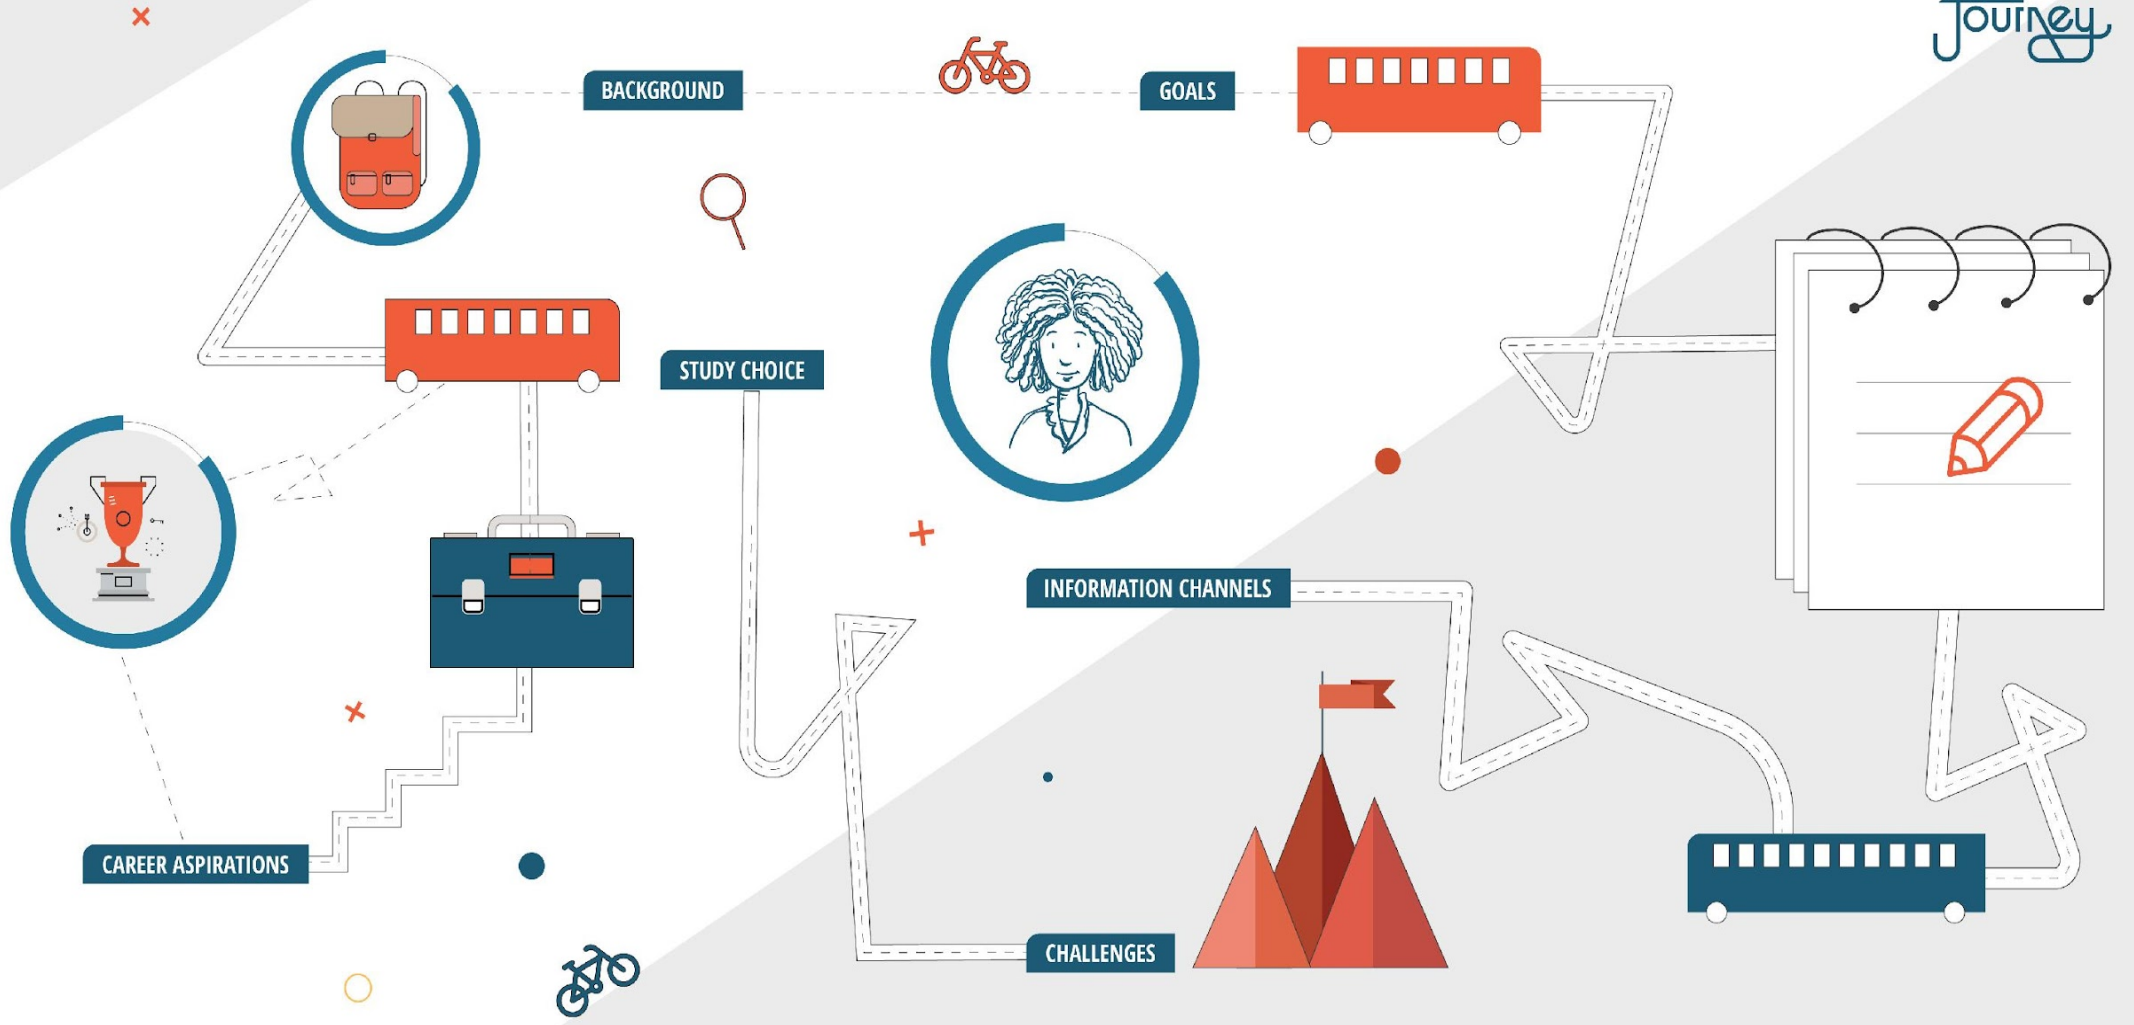 Journey
BACKGROUND
GOALS
STUDY CHOICE
INFORMATION CHANNELS
CAREER ASPIRATIONS
CHALLENGES